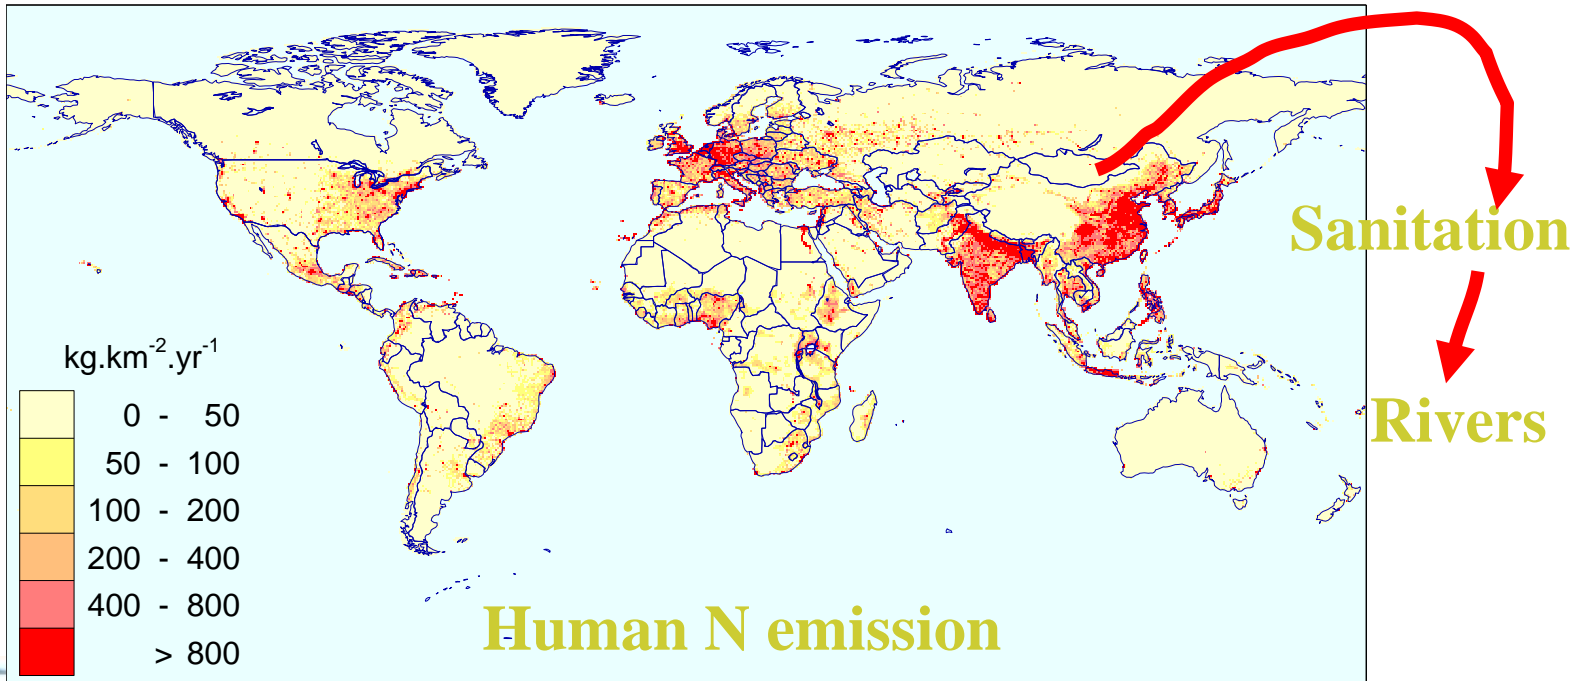 Sanitation
Rivers
kg.km-2.yr-1
0 - 50
50 - 100
100 - 200
200 - 400
400 - 800
> 800
Human N emission